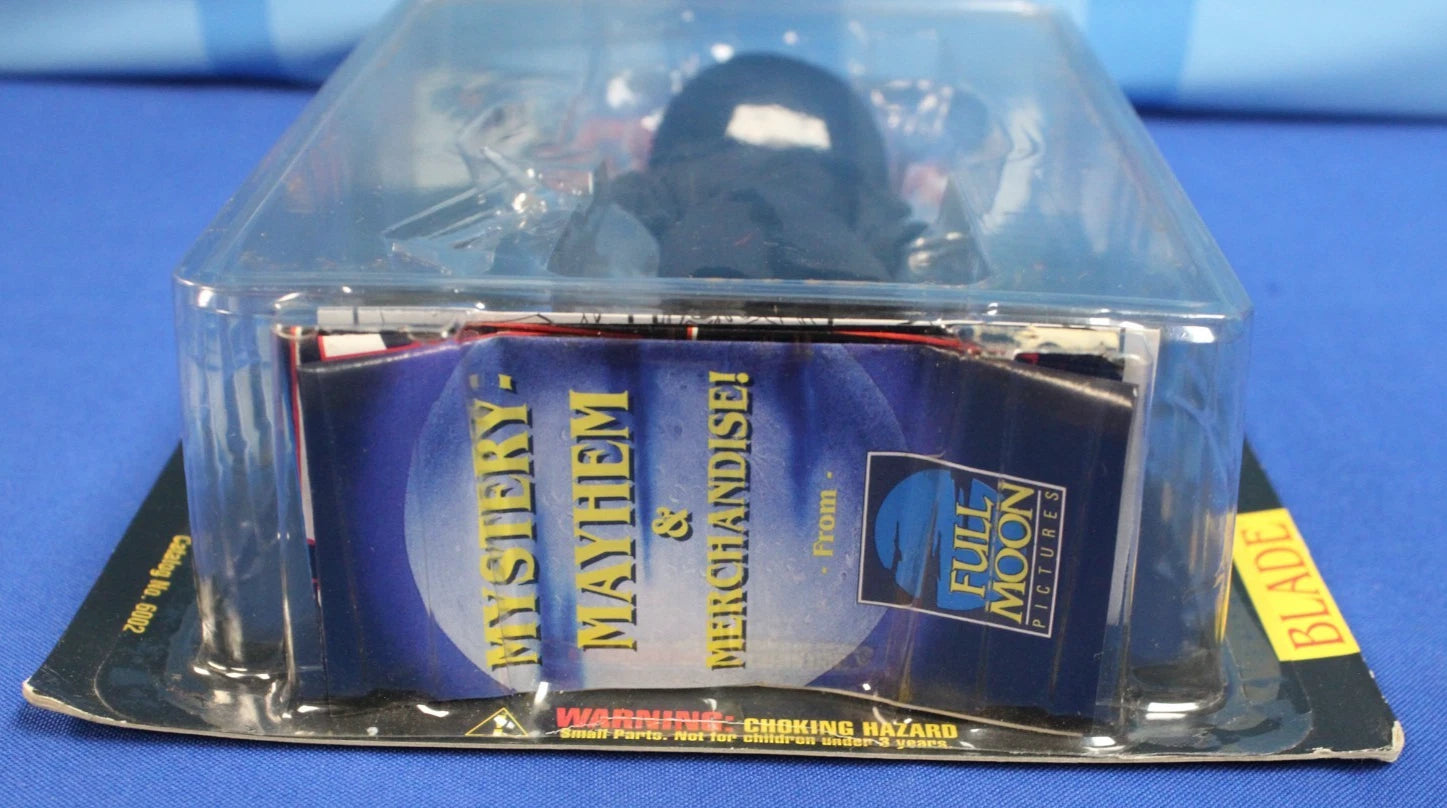 MYSTERY -
MAYHEM
&
MERCHANDISE!
- From -
FULL
MOON
PICTURES
BLADE
Catalog No. 6002
WARNING: CHOKING HAZARD
Small Parts. Not for children under 3 years